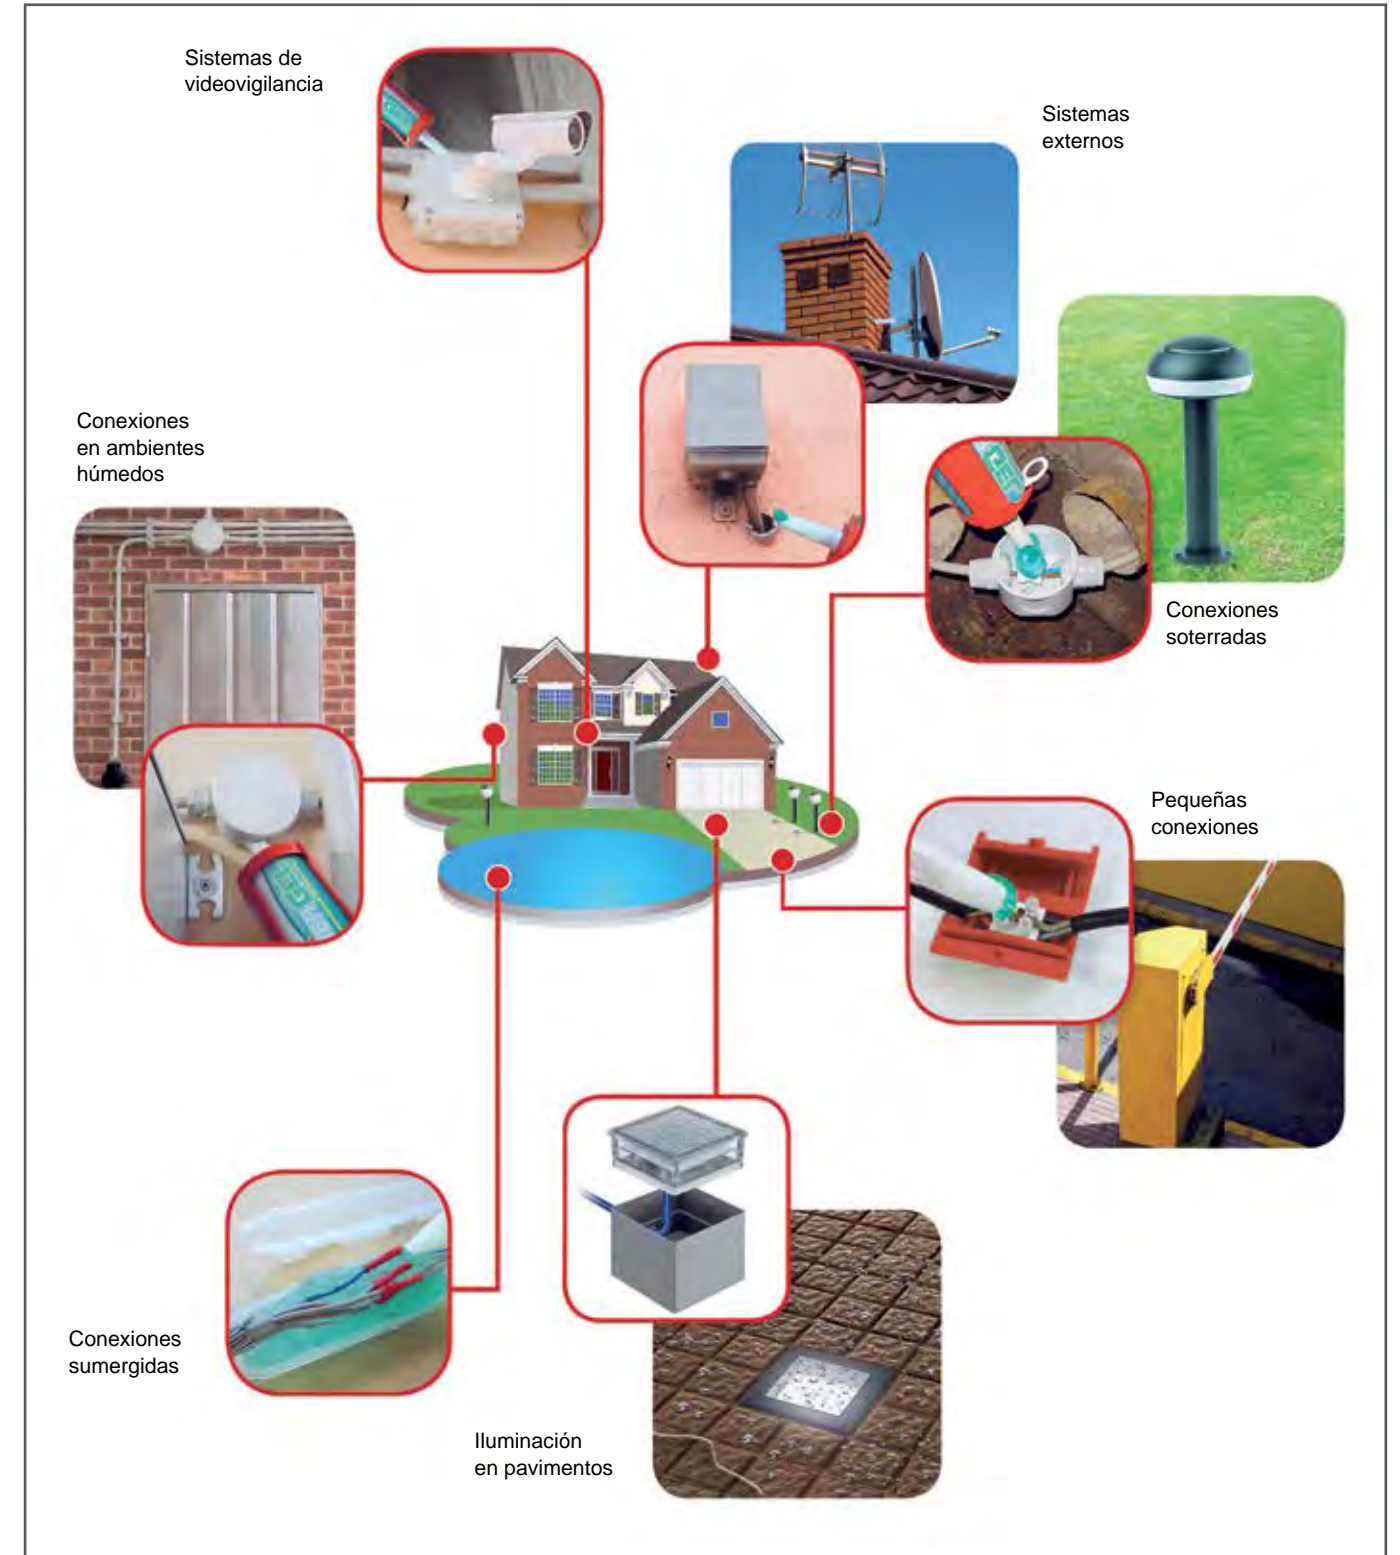 Sistemas de
videovigilancia
Sistemas
externos
Conexiones
en ambientes
húmedos
Conexiones
soterradas
Pequeñas
conexiones
Conexiones
sumergidas
Iluminación
en pavimentos